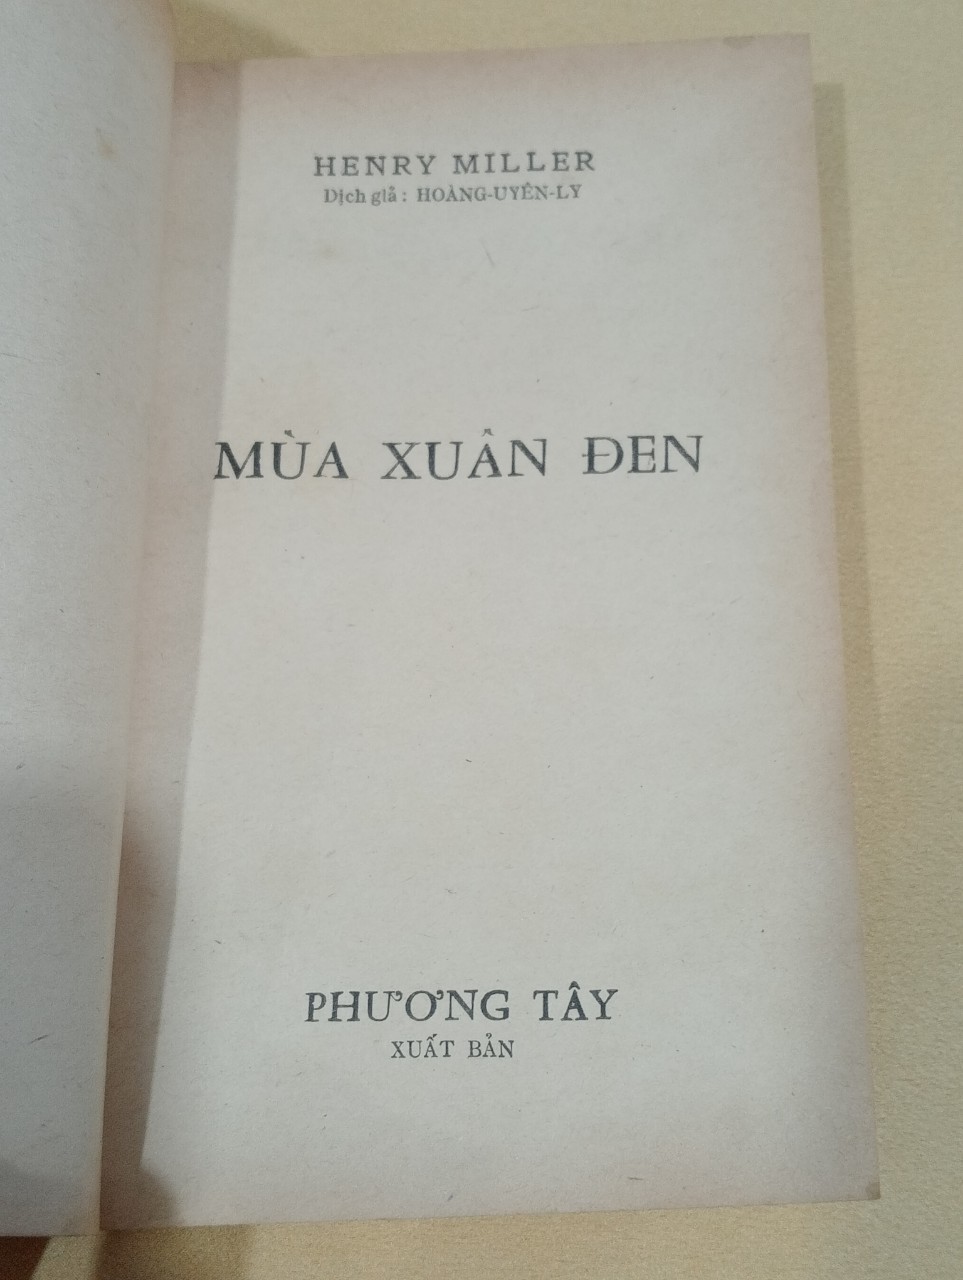 HENRY MILLER
Dịch giả : HOÀNG-UYÊN-LY
MÙA XUÂN ĐEN
PHƯƠNG TÂY
XUẤT BẢN